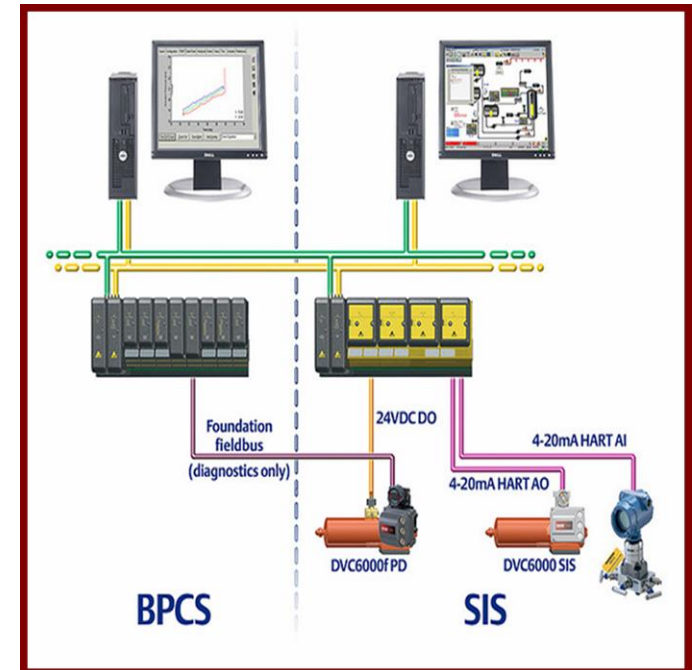 24VDC DO
Foundation
fieldbus
(diagnostics only)
4-20mA HART AI
4-20mA HART AO
DVC6000f PD
DVC6000 SIS
BPCS
SIS